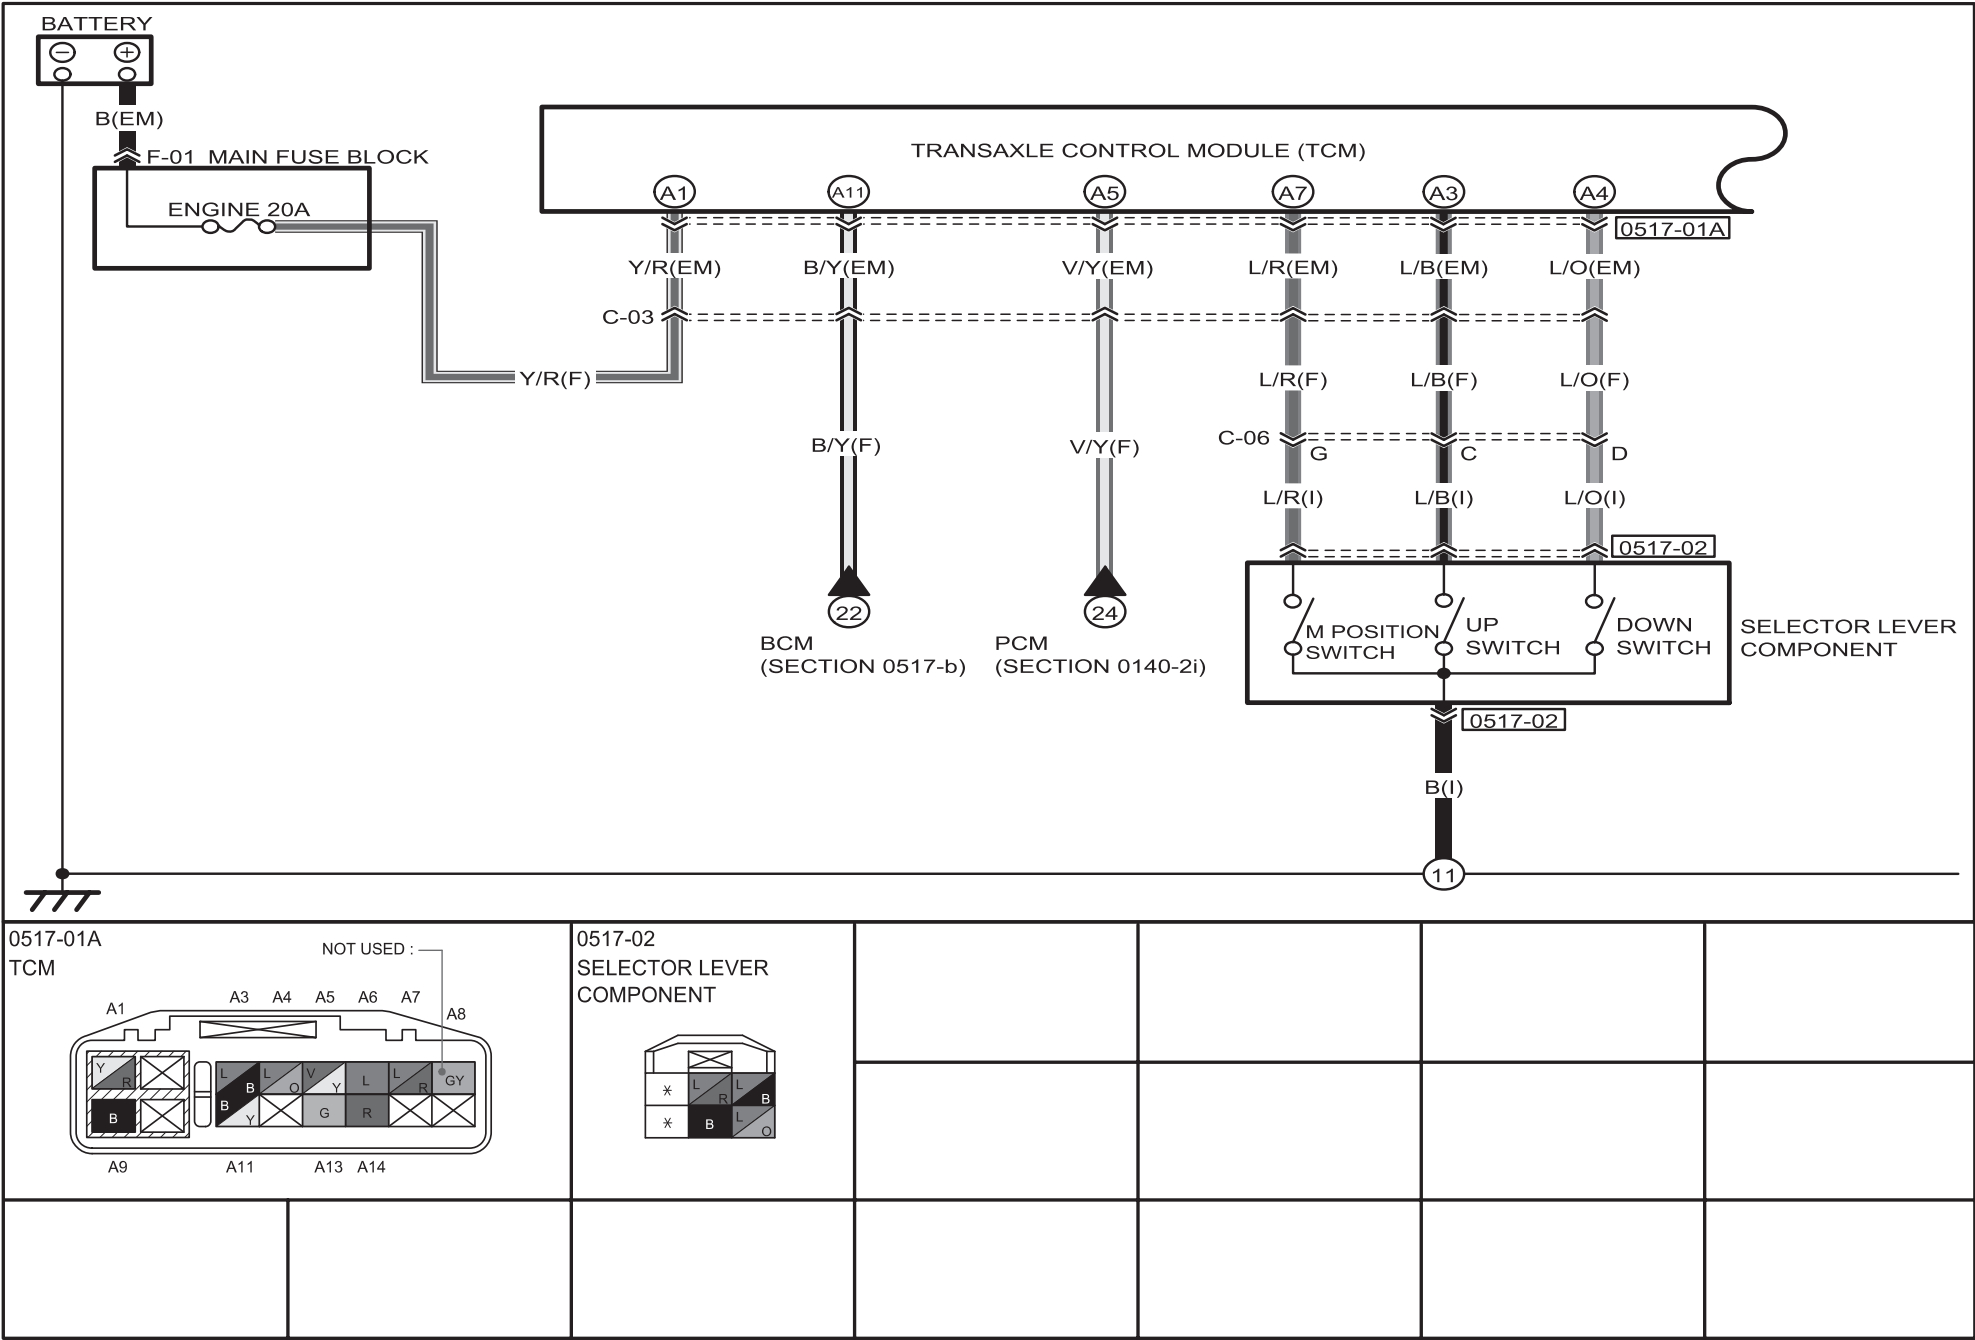 BATTERY
− +
B(EM)
F-01 MAIN FUSE BLOCK
ENGINE 20A
TRANSAXLE CONTROL MODULE (TCM)
A1 A11 A5 A7 A3 A4
0517-01A
Y/R(EM) B/Y(EM) V/Y(EM) L/R(EM) L/B(EM) L/O(EM)
C-03
Y/R(F) L/R(F) L/B(F) L/O(F)
B/Y(F) V/Y(F)
C-06 G C D
L/R(I) L/B(I) L/O(I)
0517-02
22 24
BCM
(SECTION 0517-b)
PCM
(SECTION 0140-2i)
M POSITION
SWITCH
UP
SWITCH
DOWN
SWITCH
SELECTOR LEVER
COMPONENT
0517-02
B(I)
11
0517-01A
TCM
NOT USED :
A1 A3 A4 A5 A6 A7 A8
Y R L B L O V Y L L R GY
B B Y G R
A9 A11 A13 A14
0517-02
SELECTOR LEVER
COMPONENT
* L R L B
* B L O